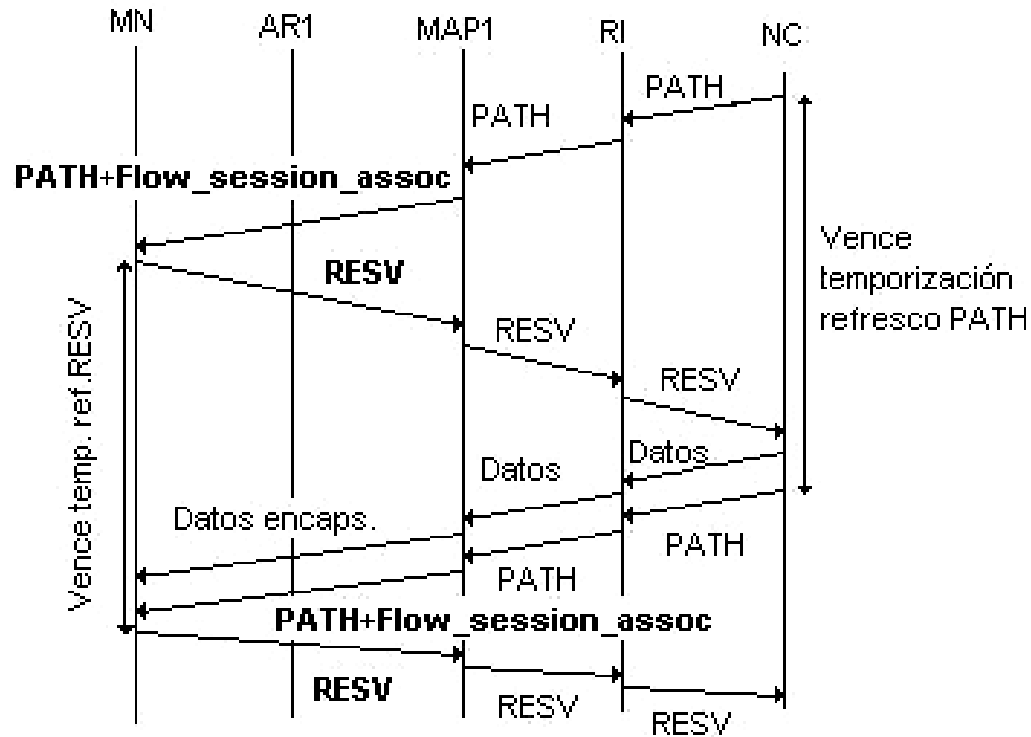 MN
AR1
MAP1
RI
NC
PATH
PATH
PATH+Flow_session_assoc
Vence
temporización
refresco PATH
RESV
RESV
RESV
Vence temp. ref.RESV
Datos
Datos
Datos encaps.
PATH
PATH
PATH+Flow_session_assoc
RESV
RESV
RESV